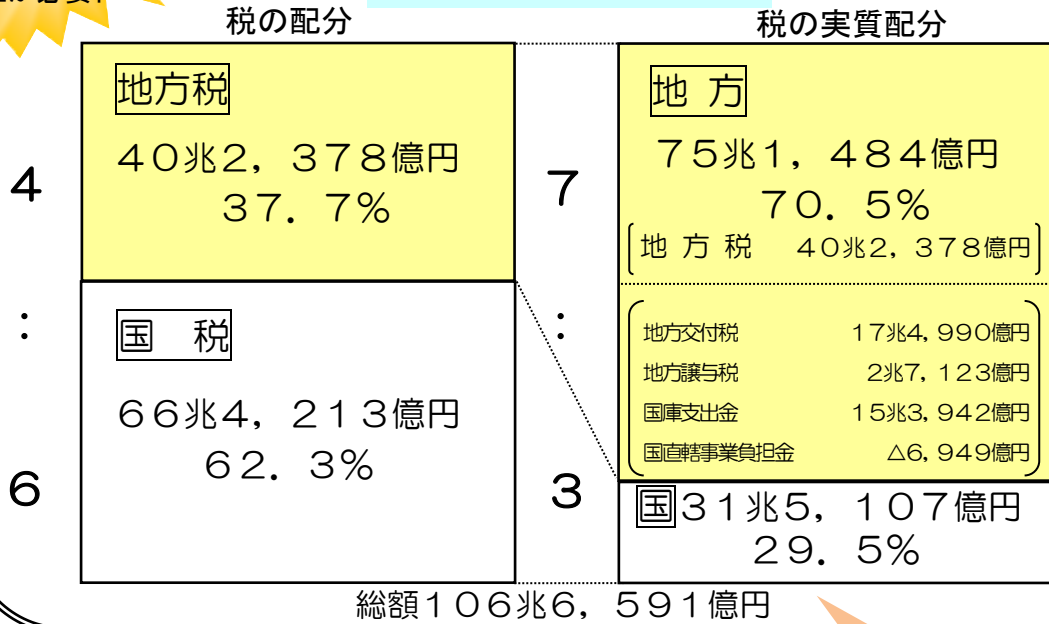 税の配分
税の実質配分
地方税
40兆2,378億円
37.7%
4
:
6
国 税
66兆4,213億円
62.3%
7
:
3
地 方
75兆1,484億円
70.5%
地 方 税 40兆2,378億円
地方交付税 17兆4,990億円
地方譲与税 2兆7,123億円
国庫支出金 15兆3,942億円
国直轄事業負担金 △6,949億円
国31兆5,107億円
29.5%
総額106兆6,591億円